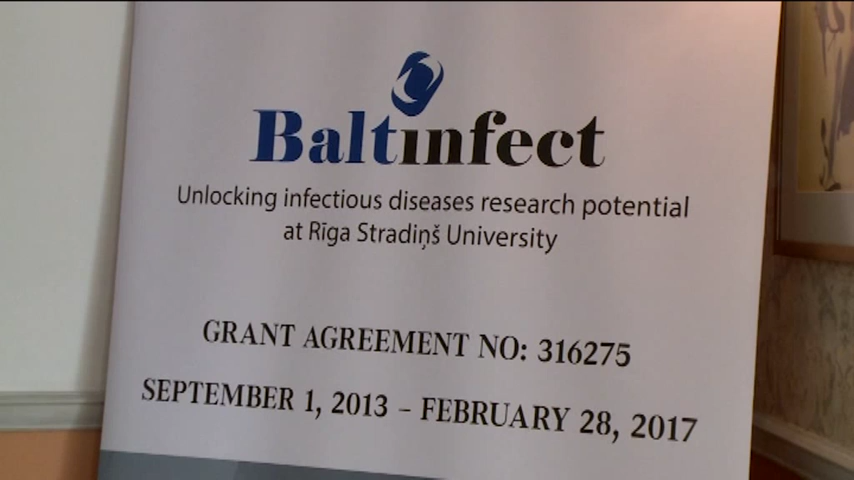 Baltinfect
Unlocking infectious diseases research potential
at Rīga Stradiņš University
GRANT AGREEMENT NO: 316275
SEPTEMBER 1, 2013 – FEBRUARY 28, 2017